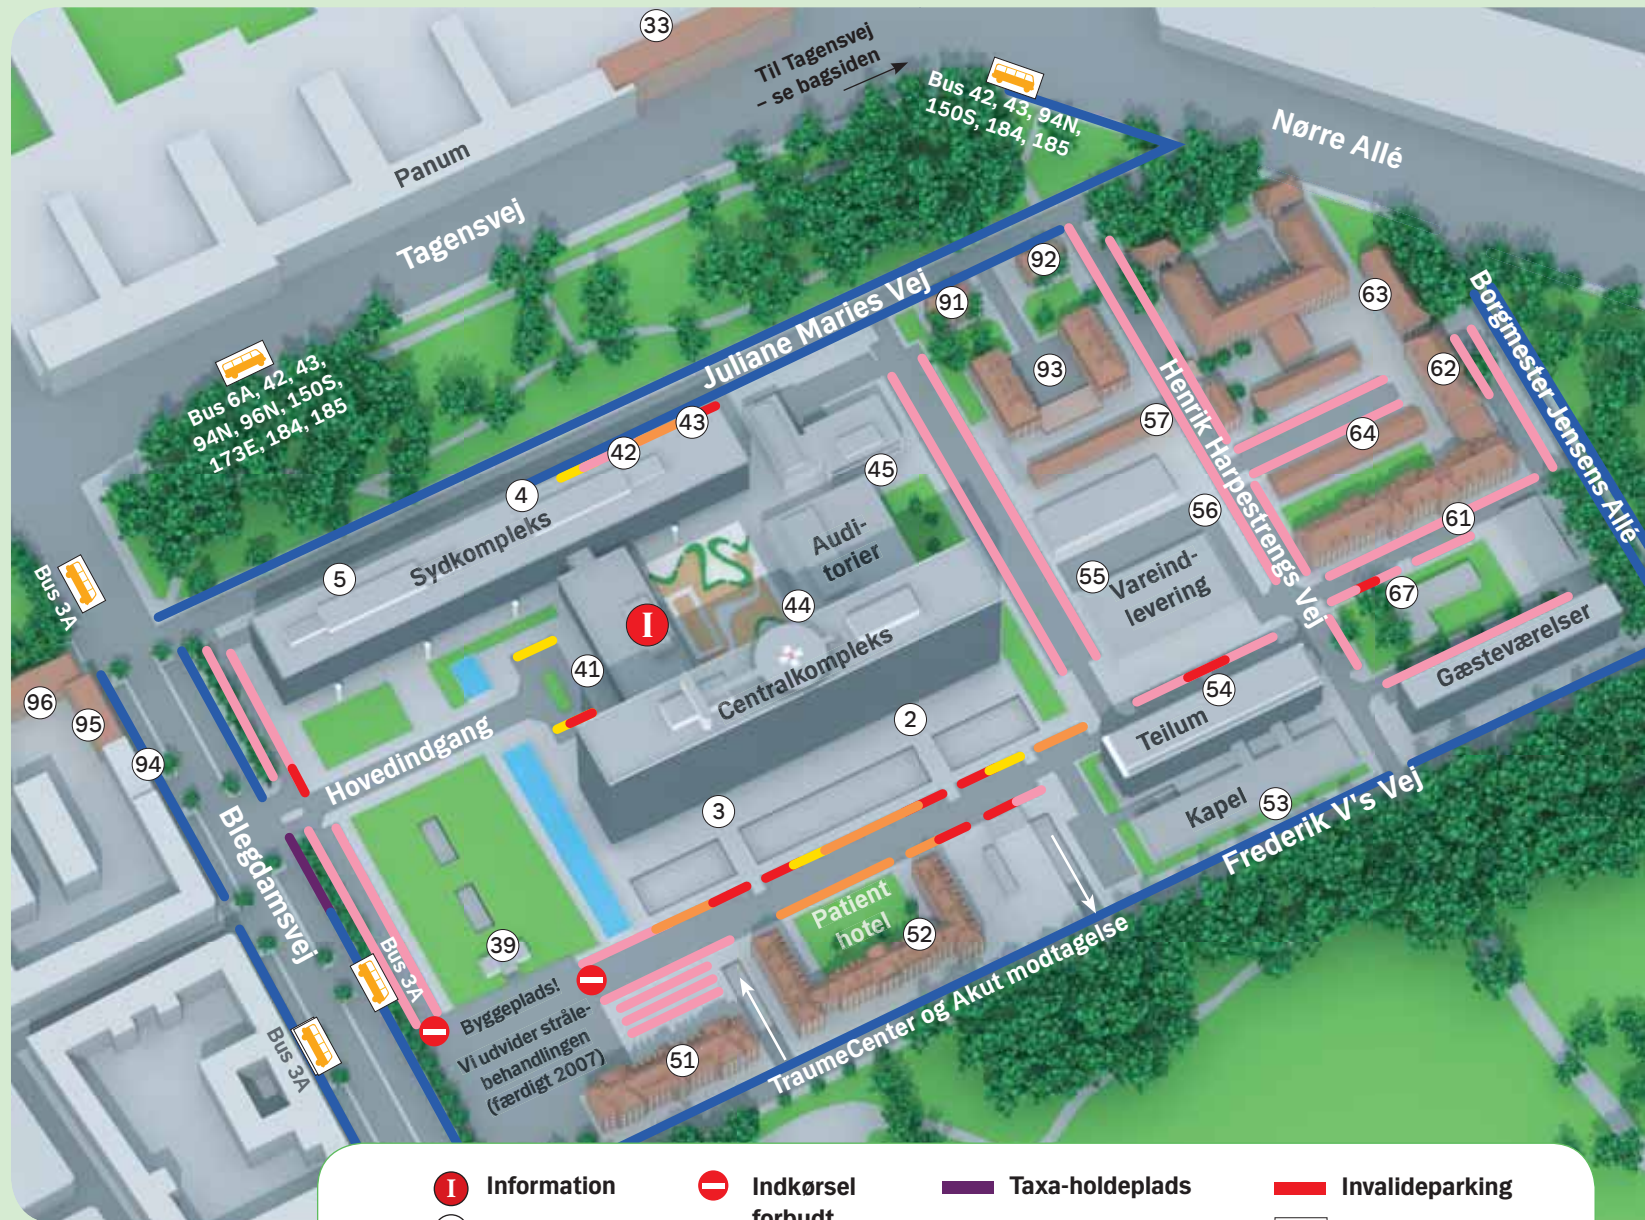 33
Til Tagensvej
– se bagsiden
Bus 42, 43, 94N,
150S, 184, 185
Nørre Allé
Panum
Tagensvej
92
91
63
Borgmester Jensens Allé
Juliane Maries Vej
93
62
Bus 6A, 42, 43,
94N, 96N, 150S,
173E, 184, 185
Henrik Harpestrengs Vej
43
57
64
42
45
4
56
61
Sydkompleks
Audi-
torier
5
55
Vareind-
levering
67
Bus 3A
44
I
Gæsteværelser
Centralkompleks
41
54
96
95
2
Teilum
94
Hovedindgang
53
Kapel
3
Frederik V's Vej
Blegdamsvej
Patient
hotel
52
39
Bus 3A
Byggeplads!
Vi udvider stråle-
behandlingen
(færdigt 2007)
TraumeCenter og Akut modtagelse
Bus 3A
51
I Information
Indkørsel
forbudt
Taxa-holdeplads
Invalideparking